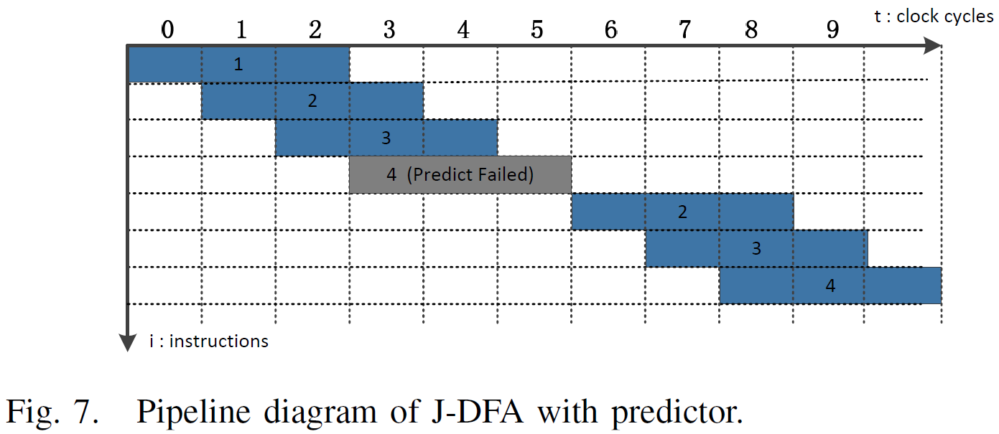 t : clock cycles
0 1 2 3 4 5 6 7 8 9
1
2
3
4 (Predict Failed)
2
3
4
i : instructions
Fig. 7. Pipeline diagram of J-DFA with predictor.